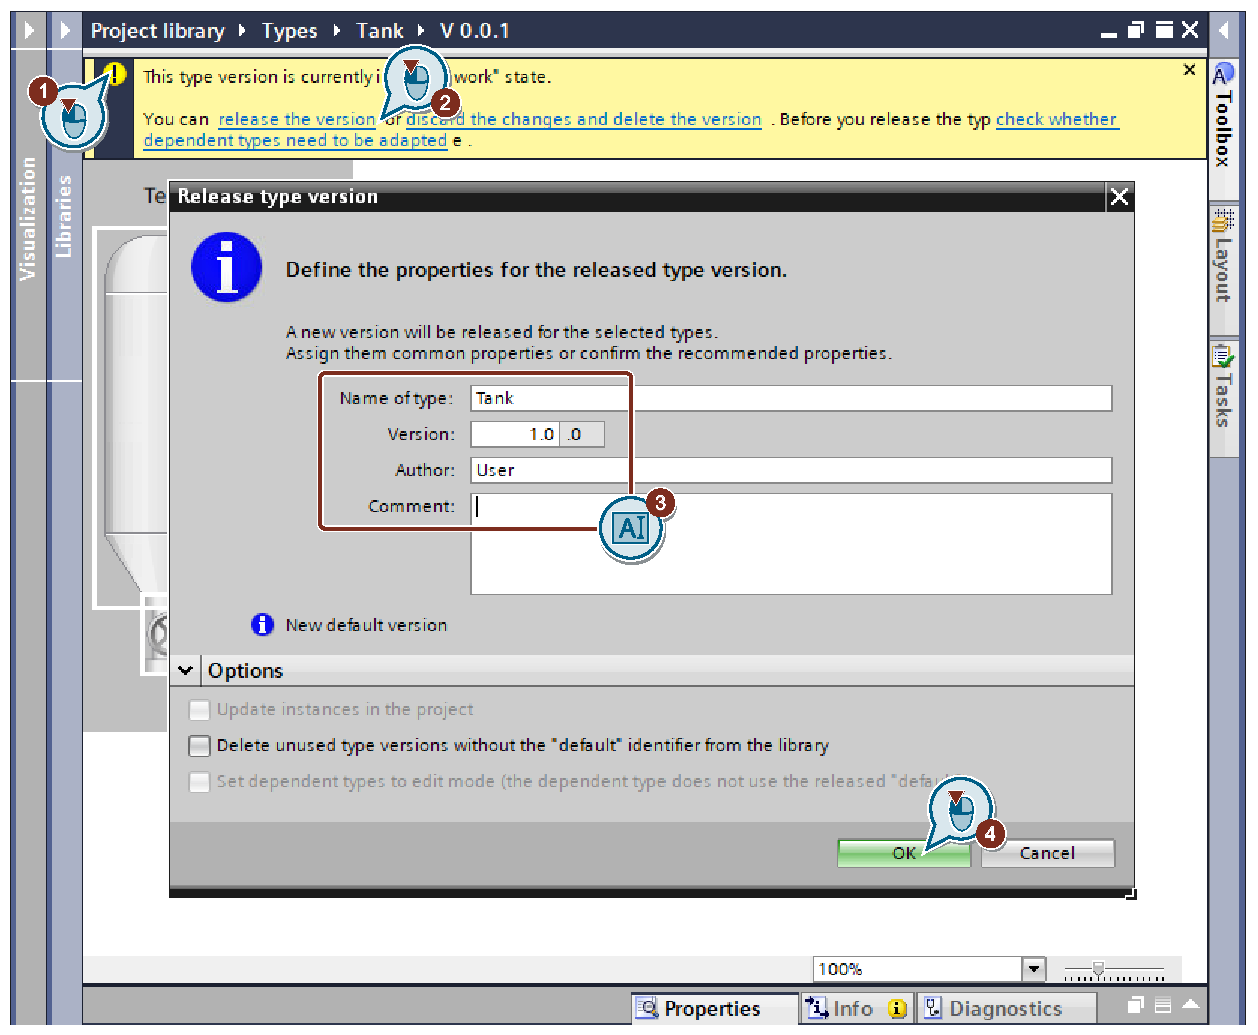 Project library ▸ Types ▸ Tank ▸ V 0.0.1
This type version is currently i work" state.
You can release the version or discard the changes and delete the version . Before you release the typ check whether
dependent types need to be adapted e .
1
2
Visualization
Libraries
Toolbox
Layout
Tasks
Te
Release type version
Define the properties for the released type version.
A new version will be released for the selected types.
Assign them common properties or confirm the recommended properties.
Name of type: Tank
Version: 1.0 .0
Author: User
Comment:
3
AI
New default version
Options
Update instances in the project
Delete unused type versions without the "default" identifier from the library
Set dependent types to edit mode (the dependent type does not use the released "defau
4
OK Cancel
100%
Properties Info Diagnostics